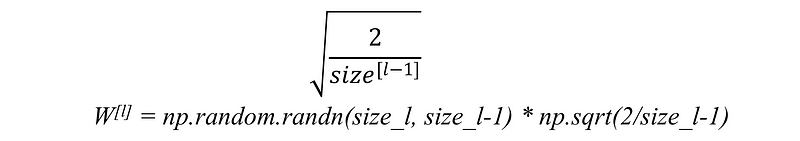 √(2/size^[l−1])
W^[l] = np.random.randn(size_l, size_l-1) * np.sqrt(2/size_l-1)